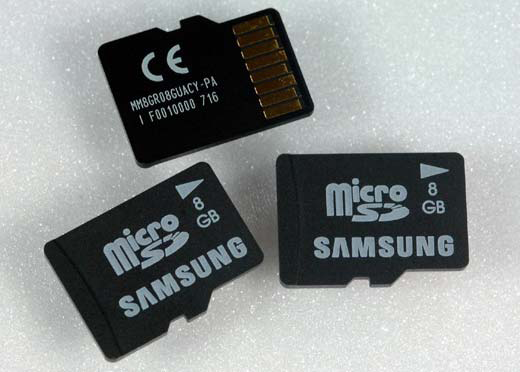 CE
MM8GR08GUACY-PA
I F0010000 716
Micro
SD
8
GB
SAMSUNG
Micro
SD
8
GB
SAMSUNG